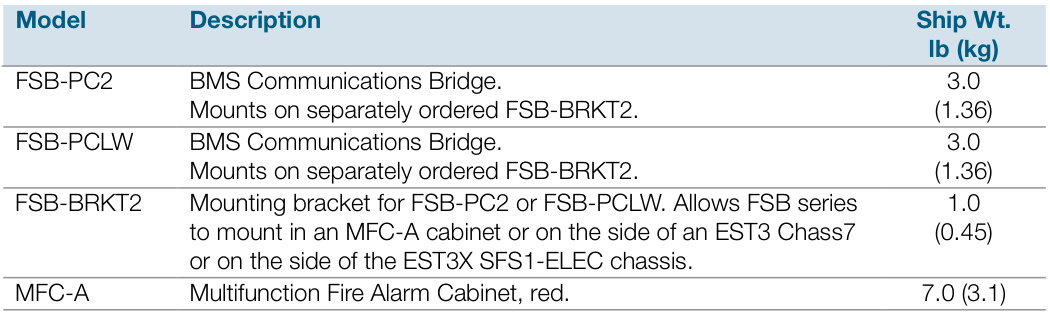 Model Description Ship Wt.
lb (kg)
FSB-PC2 BMS Communications Bridge. 3.0
Mounts on separately ordered FSB-BRKT2. (1.36)
FSB-PCLW BMS Communications Bridge. 3.0
Mounts on separately ordered FSB-BRKT2. (1.36)
FSB-BRKT2 Mounting bracket for FSB-PC2 or FSB-PCLW. Allows FSB series 1.0
to mount in an MFC-A cabinet or on the side of an EST3 Chass7 (0.45)
or on the side of the EST3X SFS1-ELEC chassis.
MFC-A Multifunction Fire Alarm Cabinet, red. 7.0 (3.1)